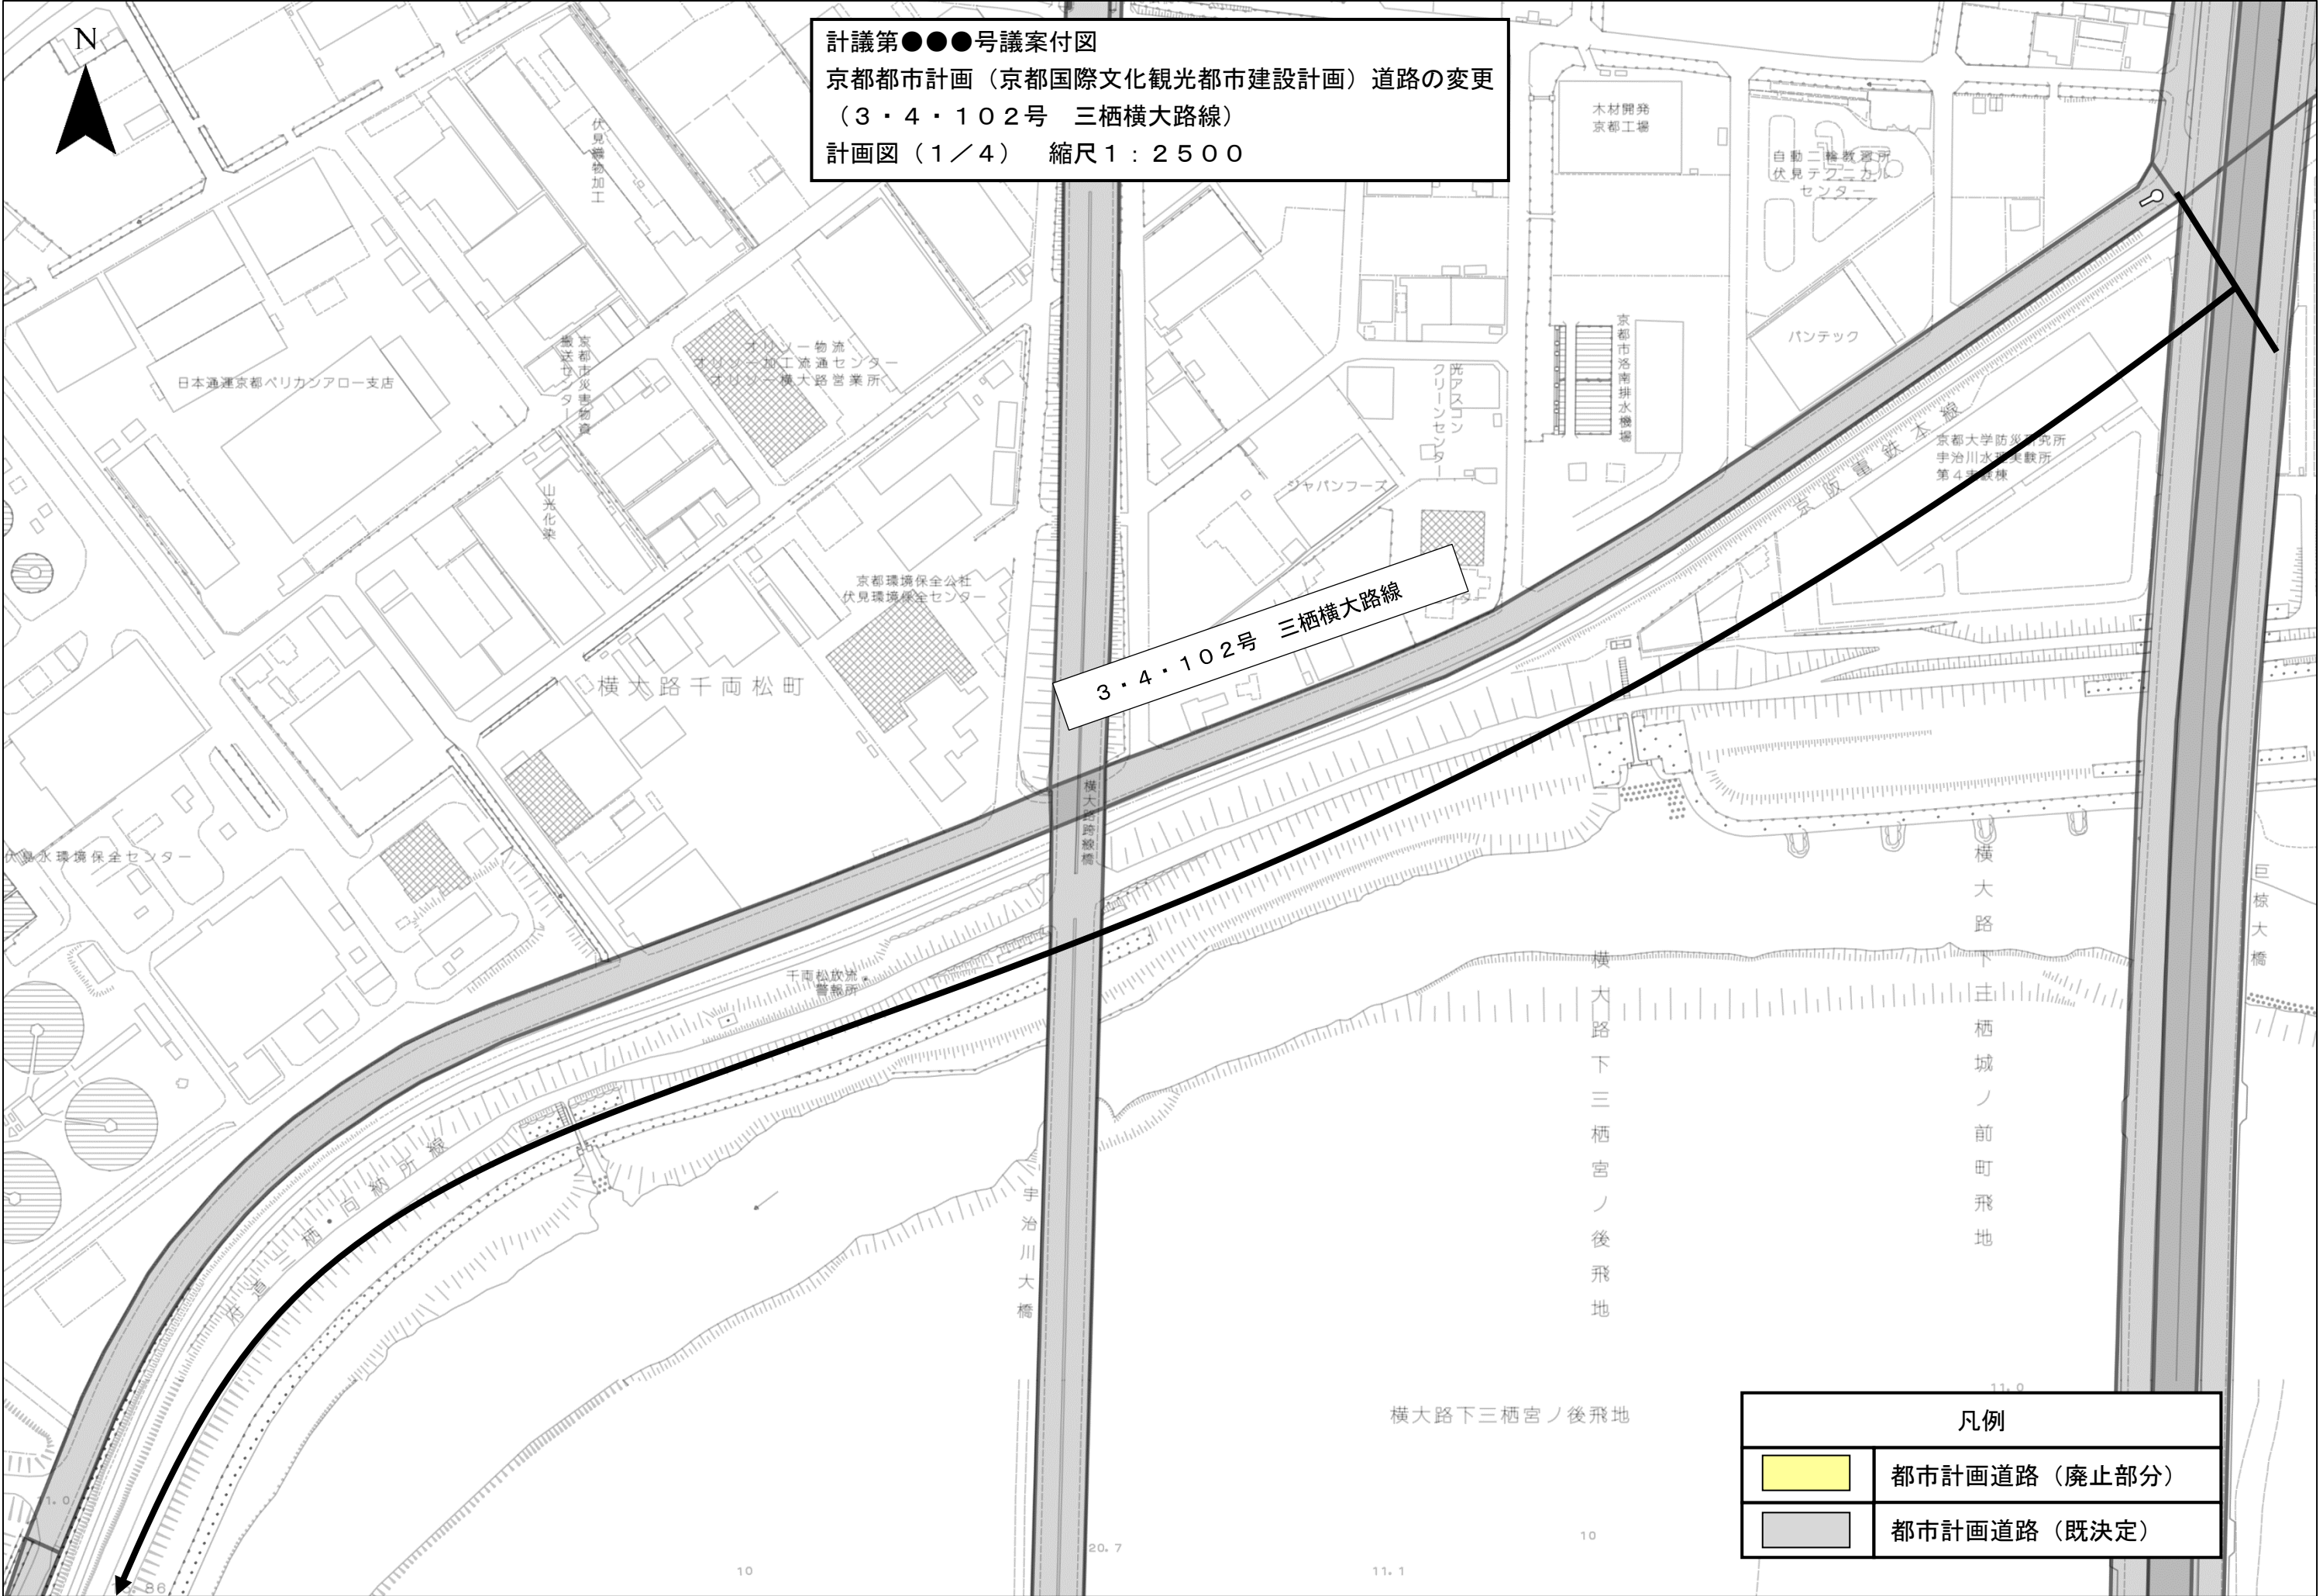 N
計議第●●●号議案付図
京都都市計画（京都国際文化観光都市建設計画）道路の変更
（３・４・１０２号　三栖横大路線）
計画図（１／４）　縮尺１：２５００
伏見織物加工
木材開発
京都工場
自動二輪教習所
伏見テクニカル
センター
日本通運京都ペリカンアロー支店
京都市災害物資
搬送センター
オリソー物流
オリソー加工流通センター
オリソー横大路営業所
光アスコン
クリーンセンター
京都市洛南排水機場
パンテック
京阪電鉄本線
京都大学防災研究所
宇治川水理実験所
第４実験棟
山光化染
ジャパンフーズ
京都環境保全公社
伏見環境保全センター
３・４・１０２号　三栖横大路線
横大路千両松町
横大路跨線橋
伏見水環境保全センター
千両松放流
警報所
横大路下三栖城ノ前町飛地
巨椋大橋
横大路下三栖宮ノ後飛地
府道三栖・向納所線
宇治川大橋
横大路下三栖宮ノ後飛地
11.0
11.0
10
20.7
11.1
10
凡例
都市計画道路（廃止部分）
都市計画道路（既決定）